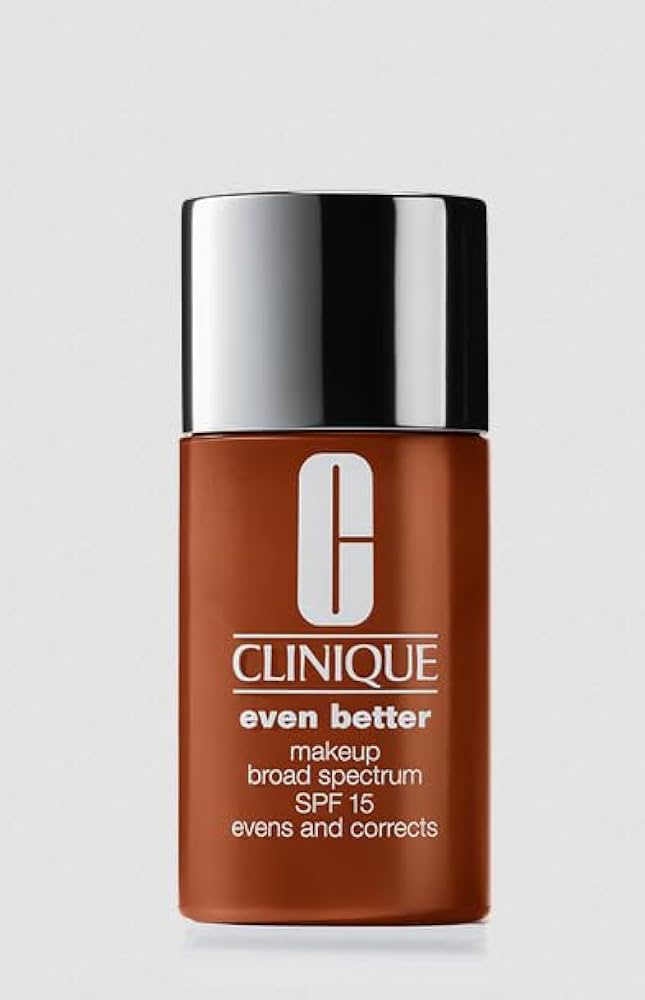 C
CLINIQUE
even better
makeup
broad spectrum
SPF 15
evens and corrects